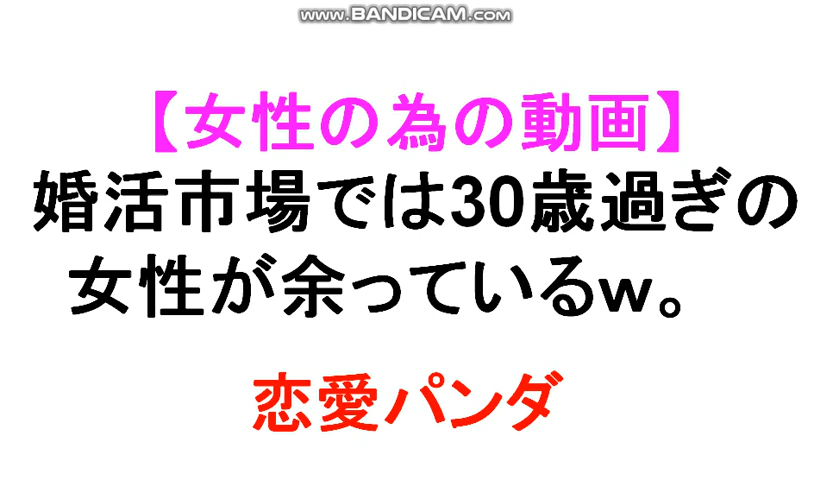 www.BANDICAM.com
【女性の為の動画】
婚活市場では30歳過ぎの
女性が余っているw。
恋愛パンダ